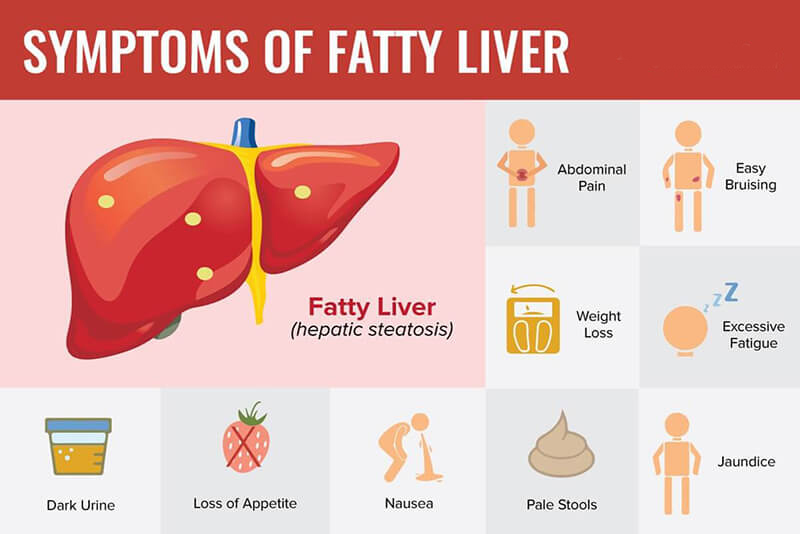 SYMPTOMS OF FATTY LIVER
Abdominal
Pain
Easy
Bruising
Fatty Liver
(hepatic steatosis)
Weight
Loss
Z Z Z
Excessive
Fatigue
Dark Urine
Loss of Appetite
Nausea
Pale Stools
Jaundice